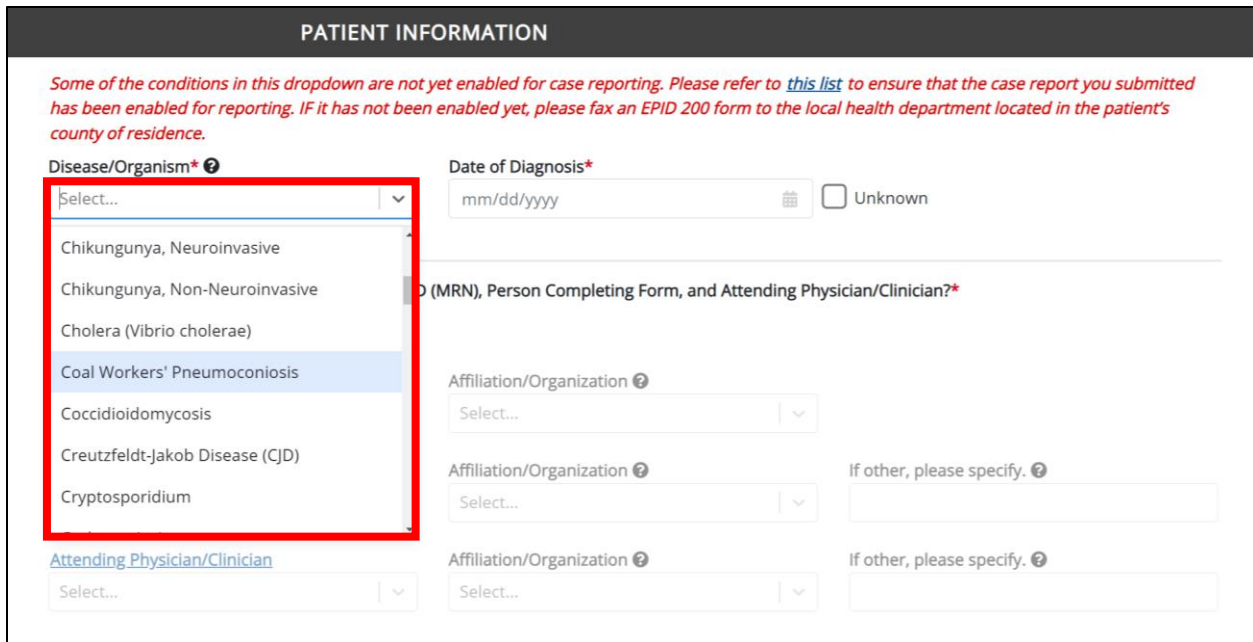 PATIENT INFORMATION
Some of the conditions in this dropdown are not yet enabled for case reporting. Please refer to this list to ensure that the case report you submitted
has been enabled for reporting. IF it has not been enabled yet, please fax an EPID 200 form to the local health department located in the patient's
county of residence.
Disease/Organism* Date of Diagnosis*
Select... mm/dd/yyyy Unknown
Chikungunya, Neuroinvasive
Chikungunya, Non-Neuroinvasive (MRN), Person Completing Form, and Attending Physician/Clinician?*
Cholera (Vibrio cholerae)
Coal Workers' Pneumoconiosis
Affiliation/Organization
Coccidioidomycosis Select...
Creutzfeldt-Jakob Disease (CJD)
Affiliation/Organization If other, please specify.
Cryptosporidium Select...
Attending Physician/Clinician Affiliation/Organization If other, please specify.
Select... Select...